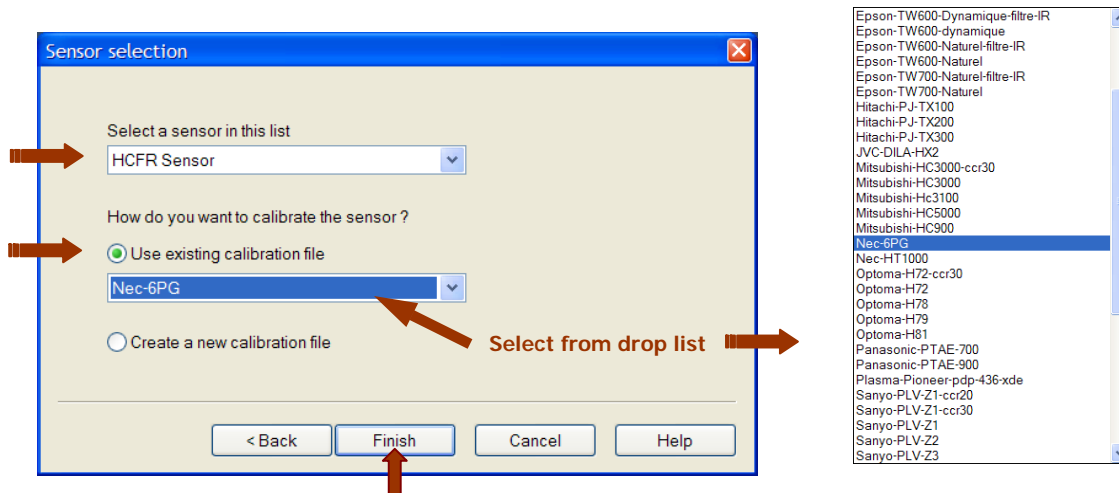 Sensor selection
Select a sensor in this list
HCFR Sensor
How do you want to calibrate the sensor ?
Use existing calibration file
Nec-6PG
Select from drop list
Create a new calibration file
< Back
Finish
Cancel
Help
Epson-TW600-Dynamique-filtre-IR
Epson-TW600-dynamique
Epson-TW600-Naturel-filtre-IR
Epson-TW600-Naturel
Epson-TW700-Naturel-filtre-IR
Epson-TW700-Naturel
Hitachi-PJ-TX100
Hitachi-PJ-TX200
Hitachi-PJ-TX300
JVC-DILA-HX2
Mitsubishi-HC3000-ccr30
Mitsubishi-HC3000
Mitsubishi-Hc3100
Mitsubishi-HC5000
Mitsubishi-HC900
Nec-6PG
Nec-HT1000
Optoma-H72-ccr30
Optoma-H72
Optoma-H78
Optoma-H79
Optoma-H81
Panasonic-PTAE-700
Panasonic-PTAE-900
Plasma-Pioneer-pdp-436-xde
Sanyo-PLV-Z1-ccr20
Sanyo-PLV-Z1-ccr30
Sanyo-PLV-Z1
Sanyo-PLV-Z2
Sanyo-PLV-Z3